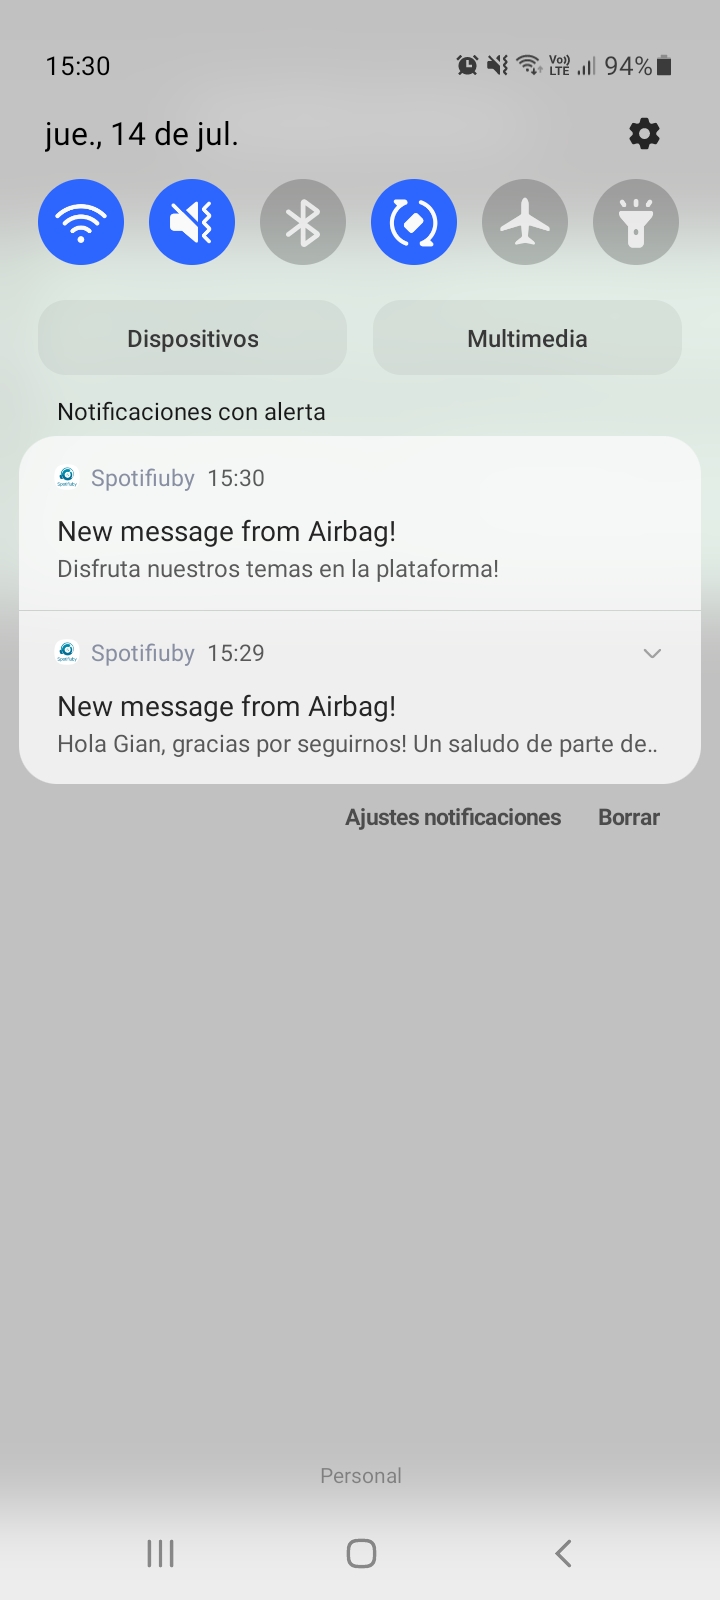 15:30 Vo)) LTE 94%
jue., 14 de jul.
Dispositivos Multimedia
Notificaciones con alerta
Spotifiuby 15:30
New message from Airbag!
Disfruta nuestros temas en la plataforma!
Spotifiuby 15:29
New message from Airbag!
Hola Gian, gracias por seguirnos! Un saludo de parte de..
Ajustes notificaciones Borrar
Personal